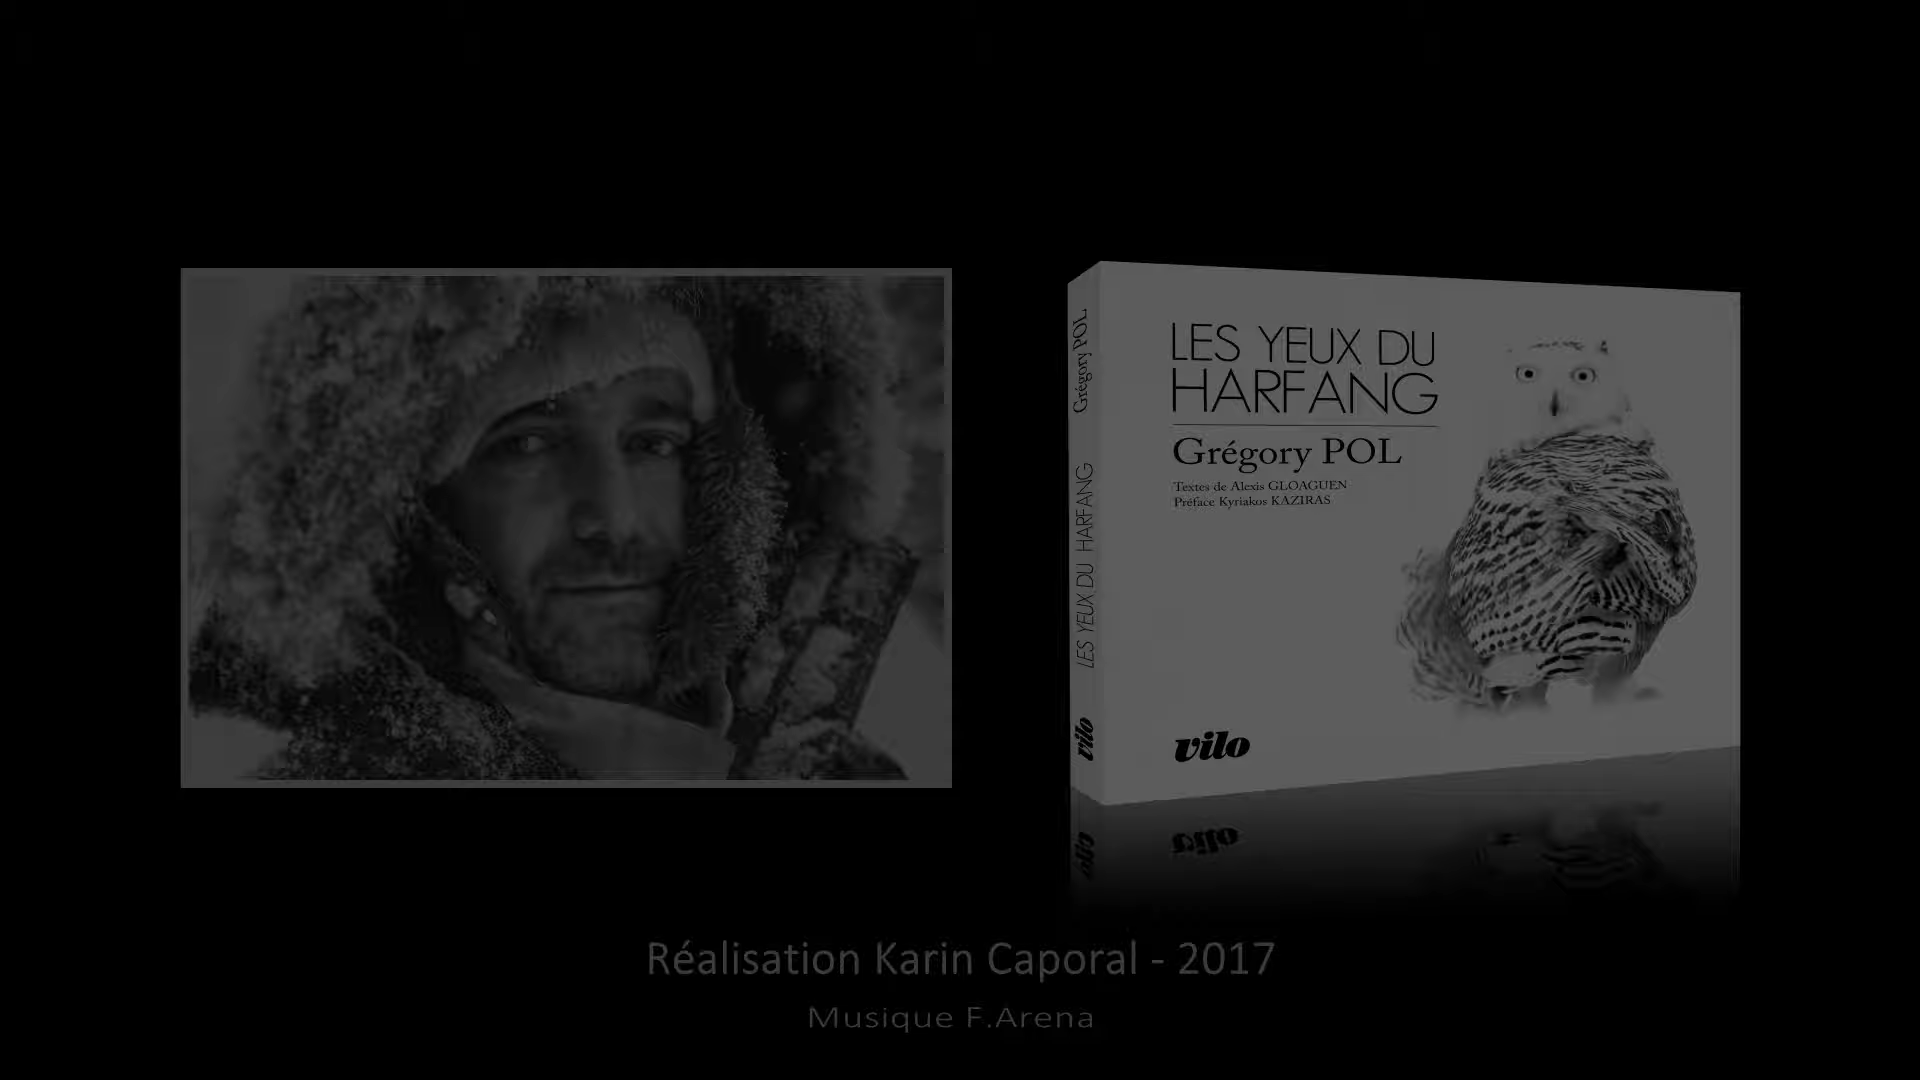 LES YEUX DU
HARFANG
Grégory POL
Textes de Alexis GLOAGUEN
Préface Kyriakos KAZIRAS
vilo
Grégory POL
LES YEUX DU HARFANG
vilo
Réalisation Karin Caporal - 2017
Musique F.Arena